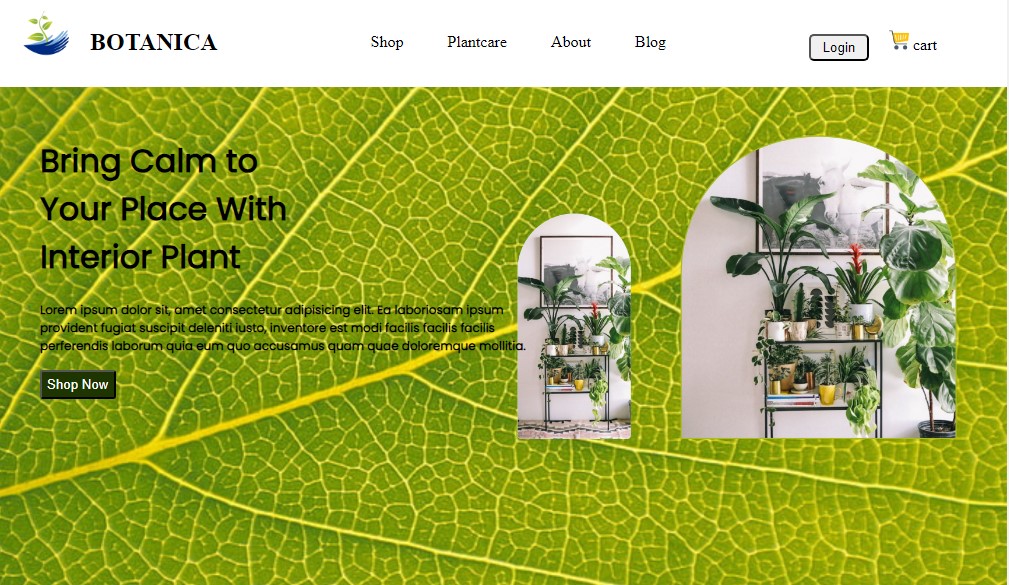 BOTANICA
Shop
Plantcare
About
Blog
Login
cart
Bring Calm to
Your Place With
Interior Plant
Lorem ipsum dolor sit, amet consectetur adipisicing elit. Ea laboriosam ipsum
provident fugiat suscipit deleniti iusto, inventore est modi facilis facilis facilis
perferendis laborum quia eum quo accusamus quam quae doloremque mollitia.
Shop Now